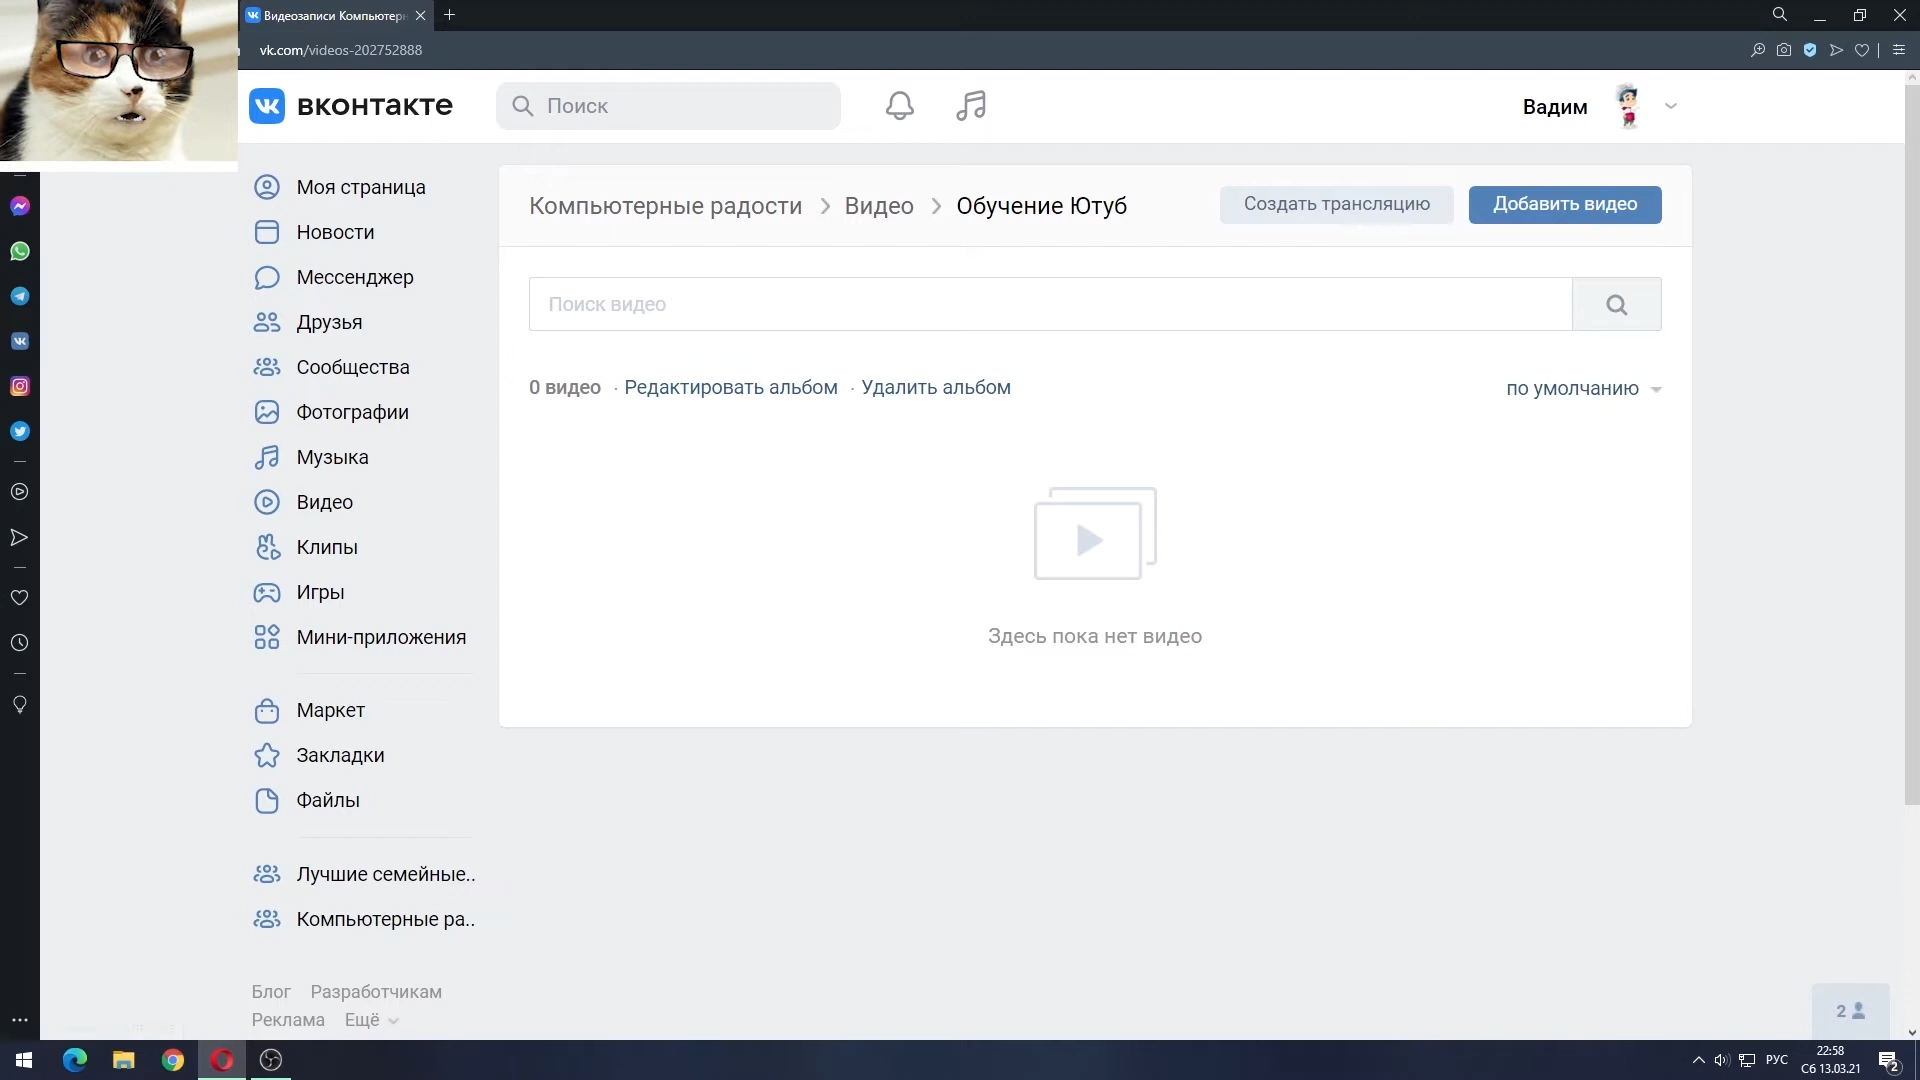 Видеозаписи Компьютерн
vk.com/videos-202752888
вконтакте
Поиск
Вадим
Моя страница
Новости
Мессенджер
Друзья
Сообщества
Фотографии
Музыка
Видео
Клипы
Игры
Мини-приложения
Маркет
Закладки
Файлы
Лучшие семейные..
Компьютерные ра..
Блог Разработчикам
Реклама Ещё
Компьютерные радости > Видео > Обучение Ютуб
Создать трансляцию
Добавить видео
Поиск видео
0 видео · Редактировать альбом · Удалить альбом
по умолчанию
Здесь пока нет видео
2
РУС
22:58
Сб 13.03.21
2